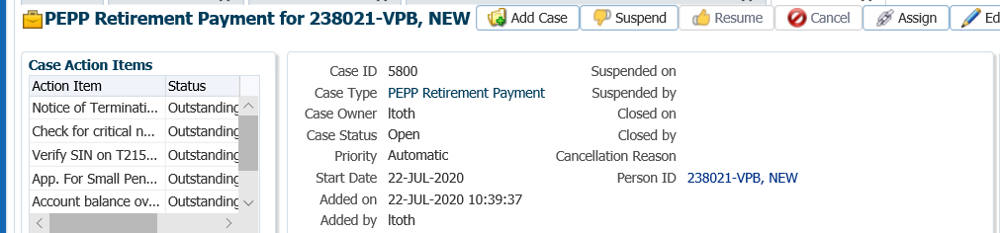 PEPP Retirement Payment for 238021-VPB, NEW Add Case Suspend Resume Cancel Assign
Case Action Items
Action Item Status
Notice of Terminati... Outstanding
Check for critical n... Outstanding
Verify SIN on T215... Outstanding
App. For Small Pen... Outstanding
Account balance ov... Outstanding
Case ID 5800 Suspended on
Case Type PEPP Retirement Payment Suspended by
Case Owner ltoth Closed on
Case Status Open Closed by
Priority Automatic Cancellation Reason
Start Date 22-JUL-2020 Person ID 238021-VPB, NEW
Added on 22-JUL-2020 10:39:37
Added by ltoth